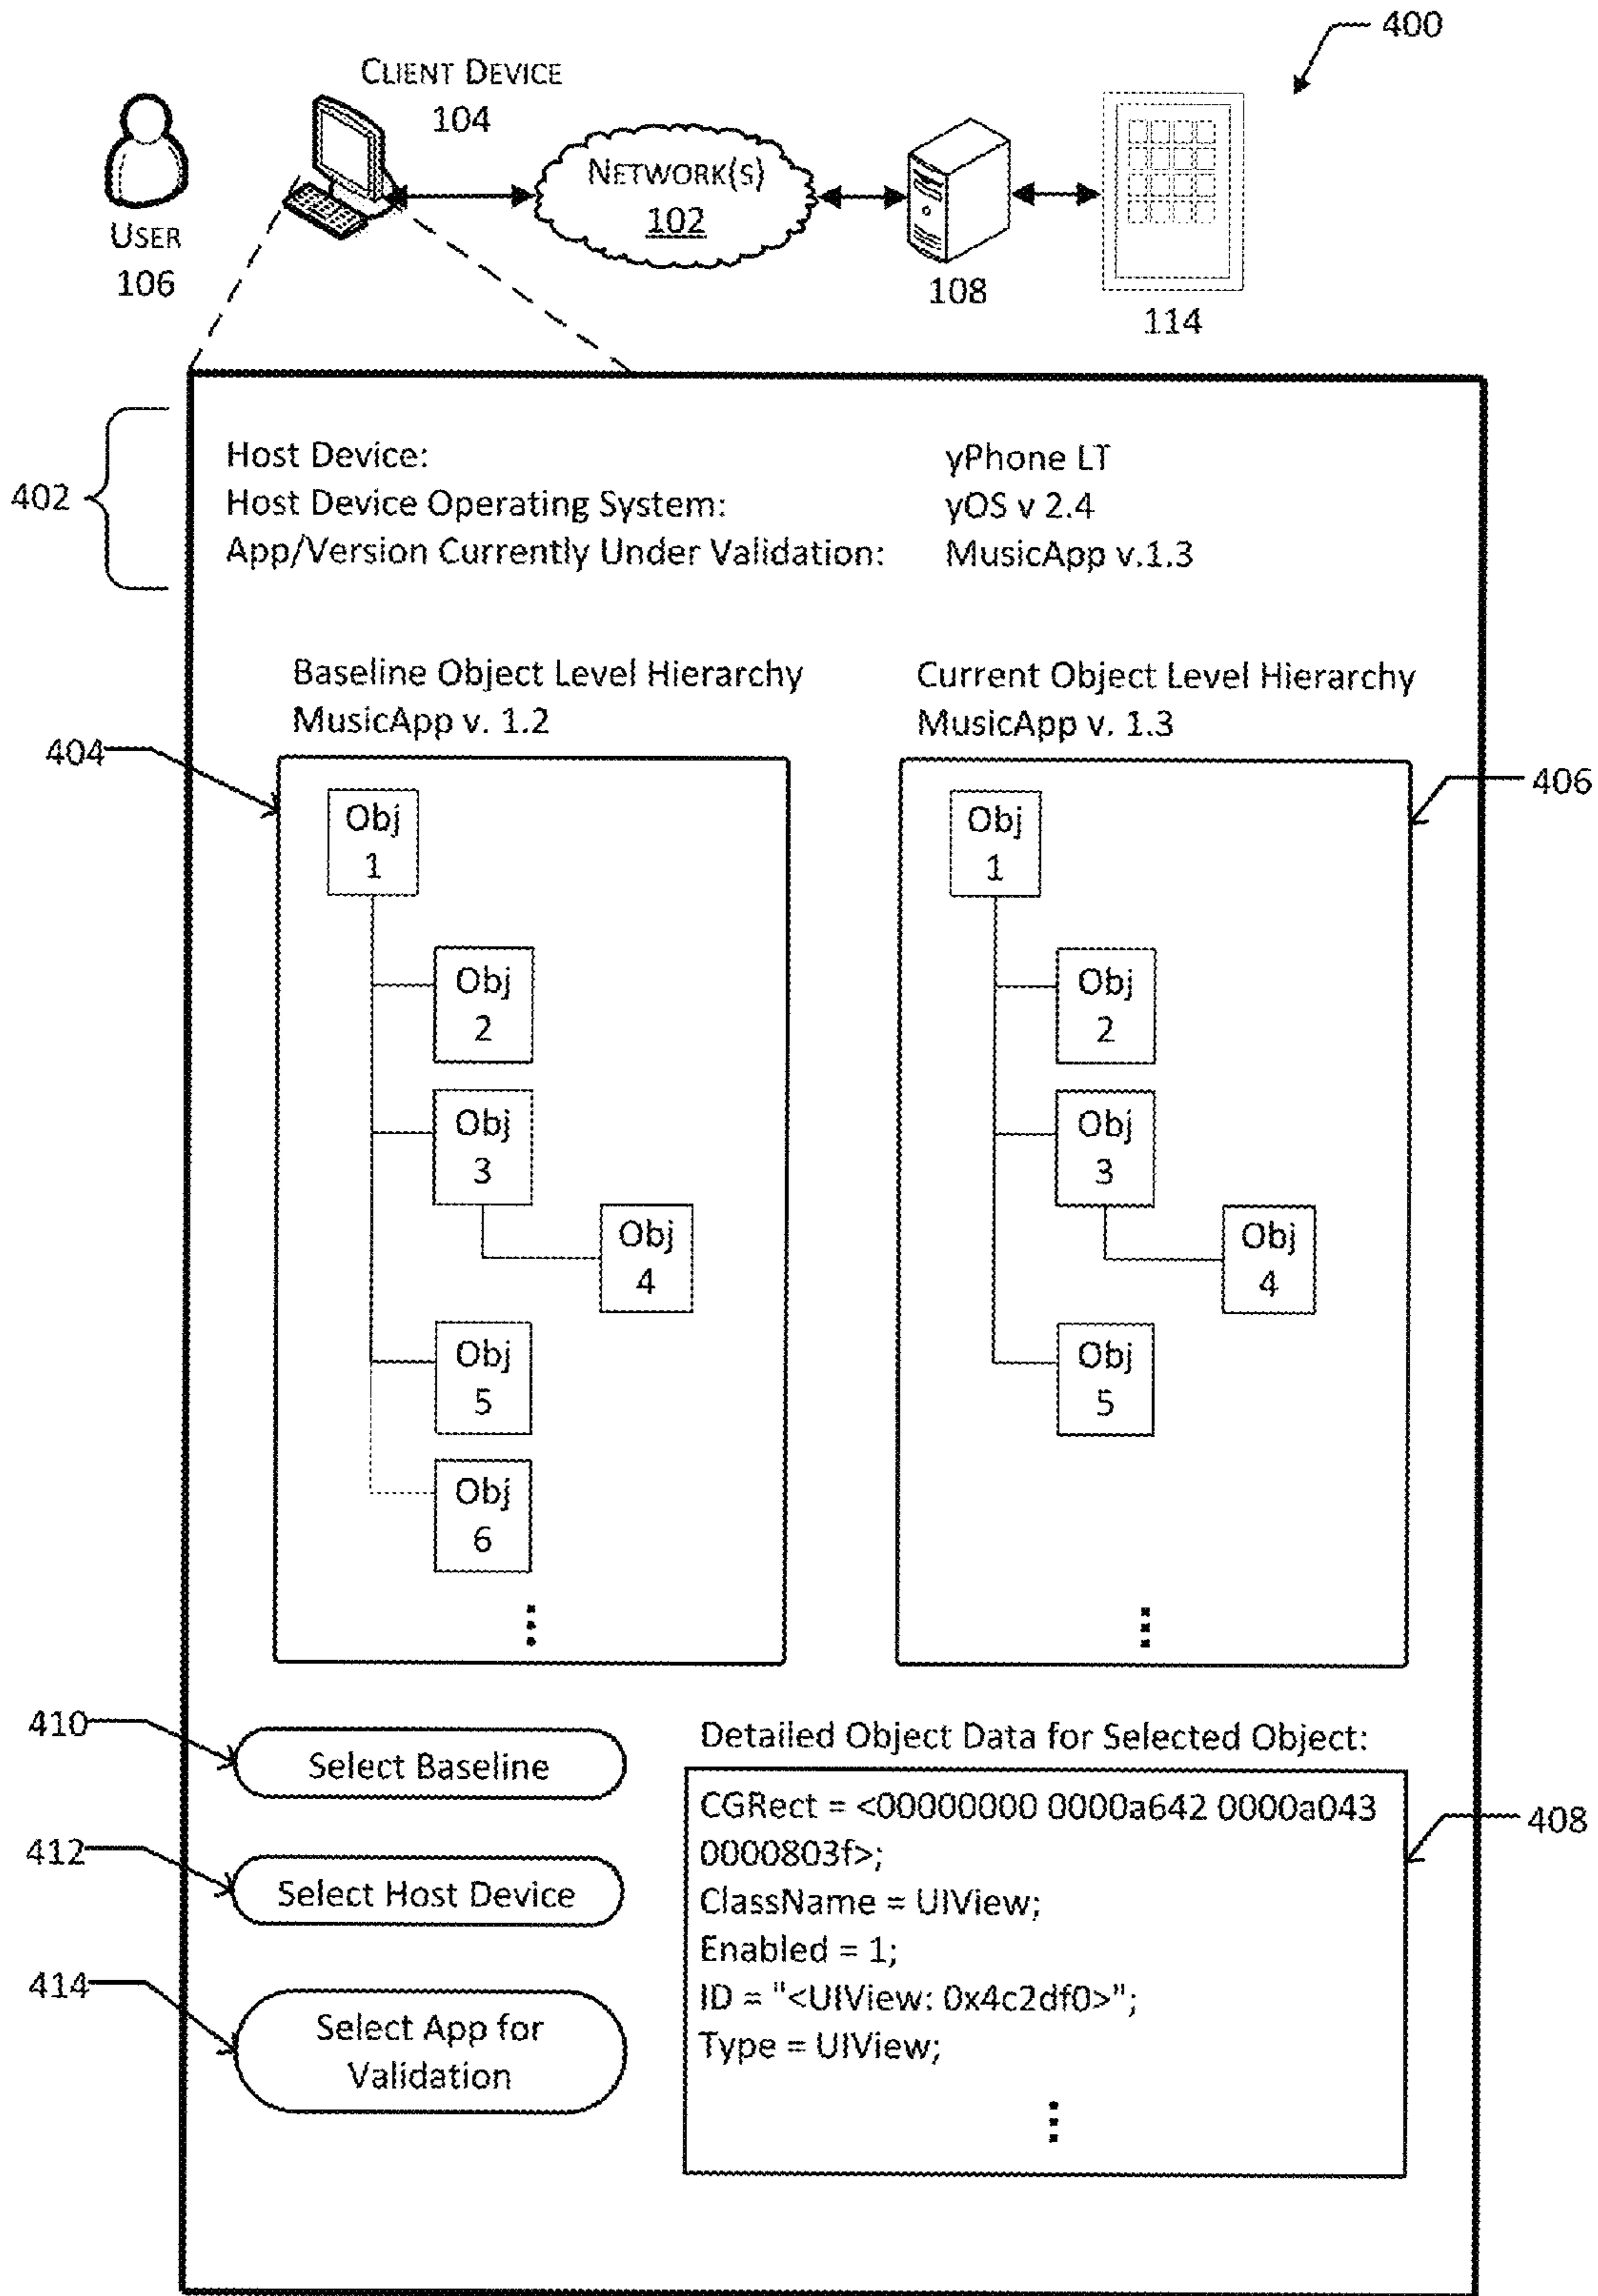 400
CLIENT DEVICE
104
NETWORK(S)
102
USER
106
108
114
402
Host Device: yPhone LT
Host Device Operating System: yOS v 2.4
App/Version Currently Under Validation: MusicApp v.1.3
Baseline Object Level Hierarchy
MusicApp v. 1.2
Current Object Level Hierarchy
MusicApp v. 1.3
404
Obj
1
Obj
2
Obj
3
Obj
4
Obj
5
Obj
6
406
Obj
1
Obj
2
Obj
3
Obj
4
Obj
5
410
Select Baseline
412
Select Host Device
414
Select App for
Validation
Detailed Object Data for Selected Object:
CGRect = <00000000 0000a642 0000a043
0000803f>;
ClassName = UIView;
Enabled = 1;
ID = "<UIView: 0x4c2df0>";
Type = UIView;
408